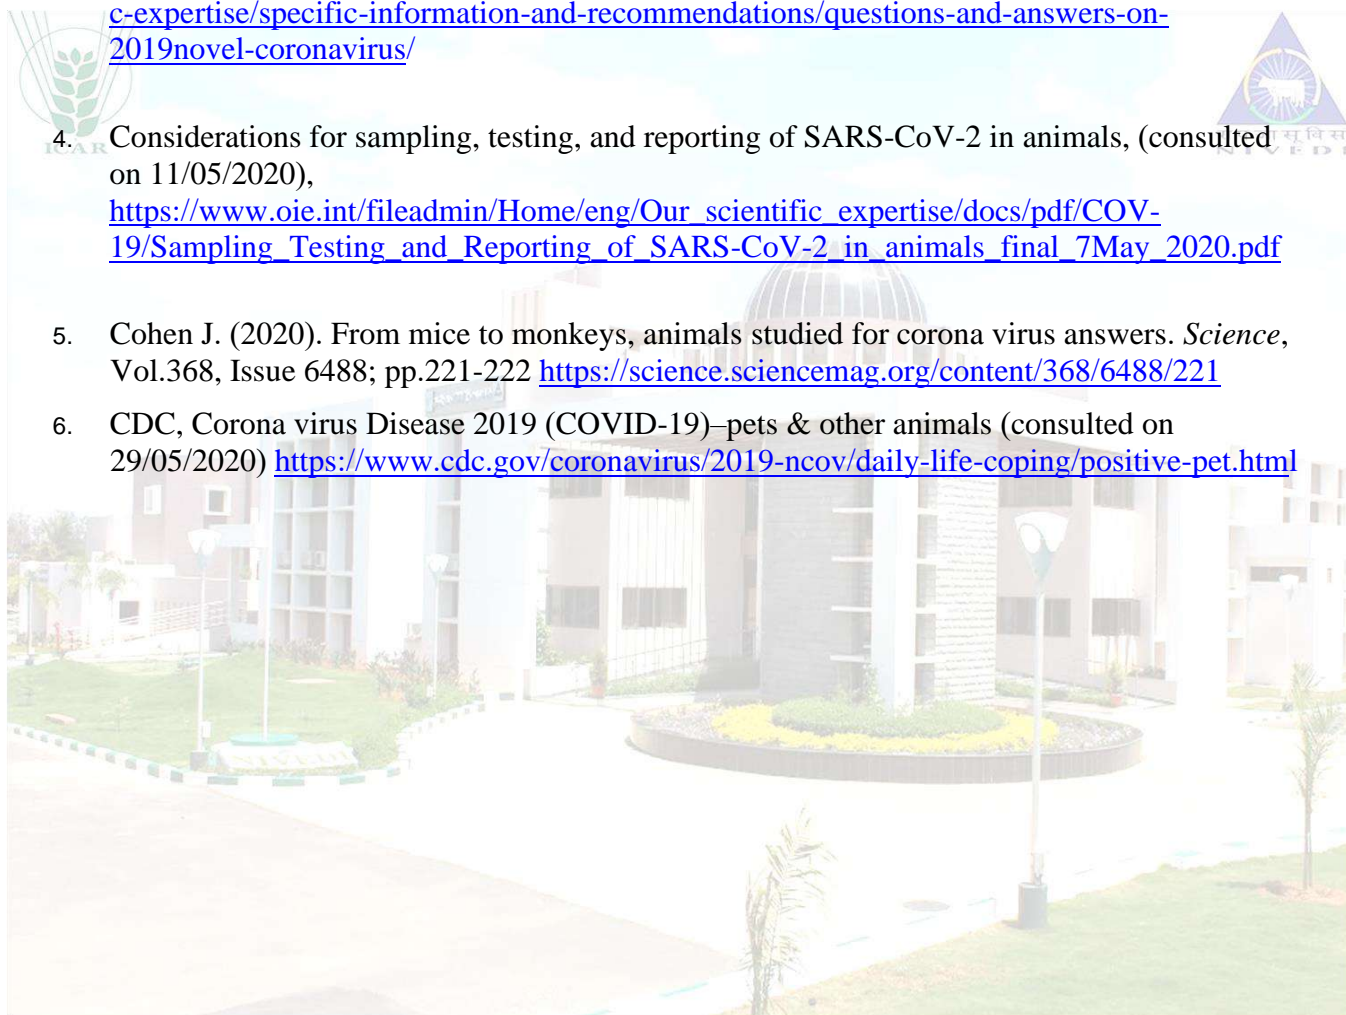 c-expertise/specific-information-and-recommendations/questions-and-answers-on-
2019novel-coronavirus/
ICAR
NIVEDI
4. Considerations for sampling, testing, and reporting of SARS-CoV-2 in animals, (consulted
on 11/05/2020),
https://www.oie.int/fileadmin/Home/eng/Our_scientific_expertise/docs/pdf/COV-
19/Sampling_Testing_and_Reporting_of_SARS-CoV-2_in_animals_final_7May_2020.pdf
5. Cohen J. (2020). From mice to monkeys, animals studied for corona virus answers. Science,
Vol.368, Issue 6488; pp.221-222 https://science.sciencemag.org/content/368/6488/221
6. CDC, Corona virus Disease 2019 (COVID-19)–pets & other animals (consulted on
29/05/2020) https://www.cdc.gov/coronavirus/2019-ncov/daily-life-coping/positive-pet.html